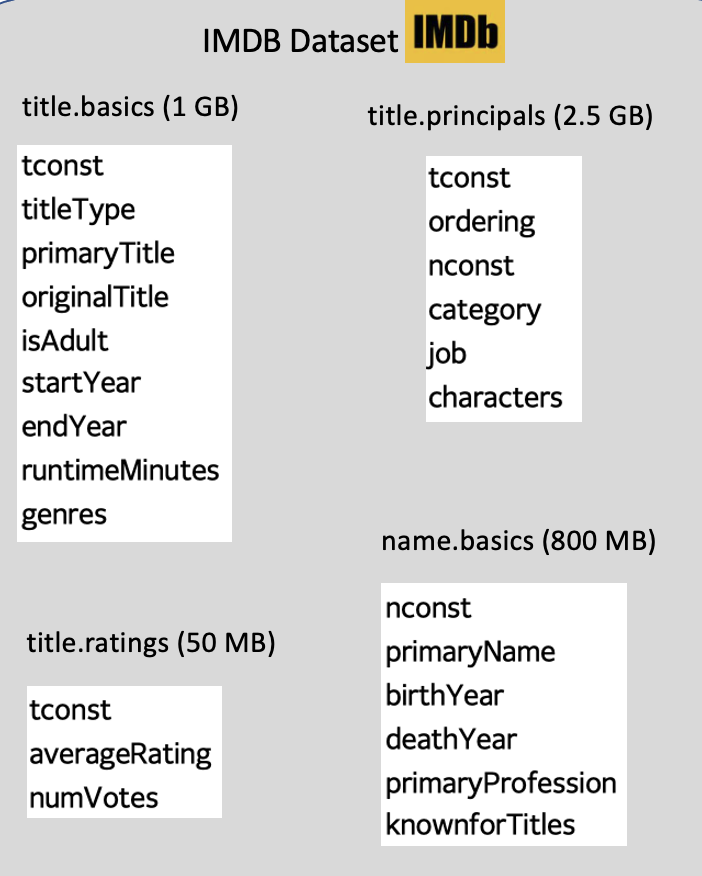 IMDB Dataset IMDb
title.basics (1 GB)
tconst
titleType
primaryTitle
originalTitle
isAdult
startYear
endYear
runtimeMinutes
genres
title.principals (2.5 GB)
tconst
ordering
nconst
category
job
characters
title.ratings (50 MB)
tconst
averageRating
numVotes
name.basics (800 MB)
nconst
primaryName
birthYear
deathYear
primaryProfession
knownforTitles